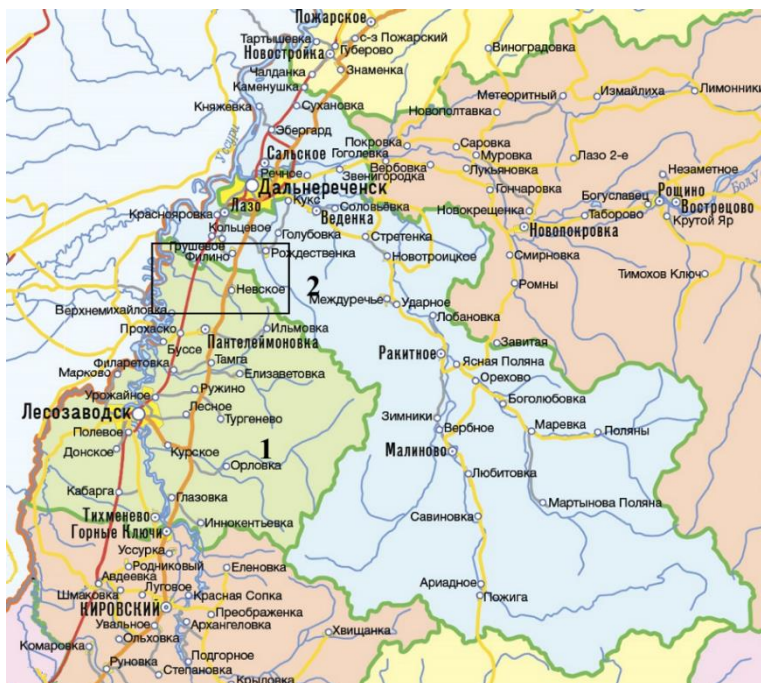 Пожарское
Тартышевка
с-з Пожарский
Новостройка
Губерово
Виноградовка
Чалданка
Знаменка
Каменушка
Метеоритный
Измайлиха
Лимонники
Княжевка
Сухановка
Новополтавка
Уссури
Эбергард
Покровка
Саровка
Сальское
Гоголевка
Муровка
Лазо 2-е
Речное
Вербовка
Звенигородка
Лукьяновка
Незаметное
Дальнереченск
Гончаровка
Богуславец
Рощино
Бол.У
Лазо
Кукс
Соловьевка
Краснояровка
Веденка
Новокрещенка
Таборово
Вострецово
Кольцевое
Голубовка
Стретенка
Новопокровка
Крутой Яр
Грушевое
Филино
Рождественка
Новотроицкое
Смирновка
Тимохов Ключ
Невское
2
Междуречье
Ударное
Ромны
Верхнемихайловка
Лобановка
Прохаско
Ильмовка
Пантелеймоновка
Завитая
Буссе
Ракитное
Филаретовка
Тамга
Ясная Поляна
Марково
Елизаветовка
Орехово
Урожайное
Ружино
Боголюбовка
Лесозаводск
Лесное
Тургенево
Зимники
Полевое
Вербное
Маревка
Поляны
Донское
Курское
1
Малиново
Орловка
Любитовка
Кабарга
Глазовка
Мартынова Поляна
Тихменево
Иннокентьевка
Савиновка
Горные Ключи
Уссурка
Родниковый
Еленовка
Авдеевка
Ариадное
Шмаковка
Луговое
Красная Сопка
Пожига
КИРОВСКИЙ
Преображенка
Увальное
Архангеловка
Хвищанка
Ольховка
Комаровка
Подгорное
Руновка
Степановка
Крыловка